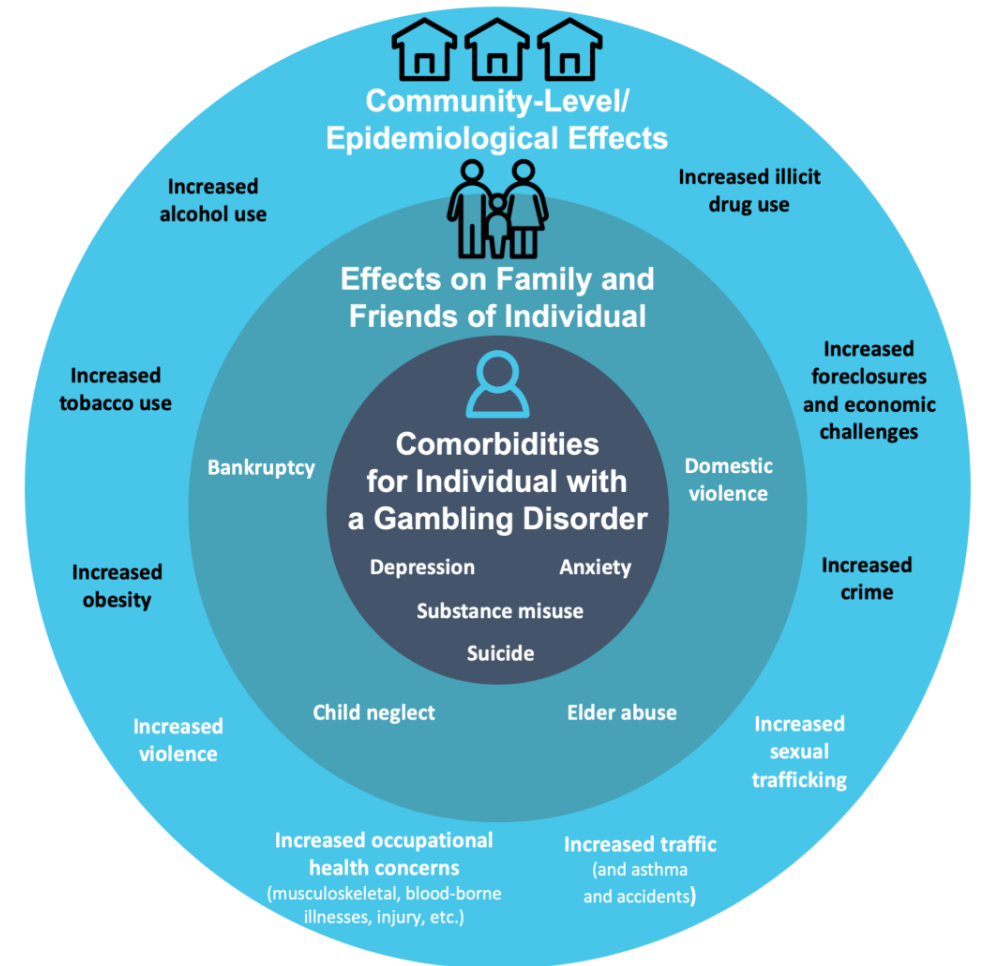 Community-Level/
Epidemiological Effects
Increased
alcohol use
Increased illicit
drug use
Effects on Family and
Friends of Individual
Increased
tobacco use
Increased
foreclosures
and economic
challenges
Bankruptcy
Domestic
violence
Comorbidities
for Individual with
a Gambling Disorder
Depression
Anxiety
Substance misuse
Suicide
Increased
obesity
Increased
crime
Child neglect
Elder abuse
Increased
violence
Increased
sexual
trafficking
Increased occupational
health concerns
(musculoskeletal, blood-borne
illnesses, injury, etc.)
Increased traffic
(and asthma
and accidents)